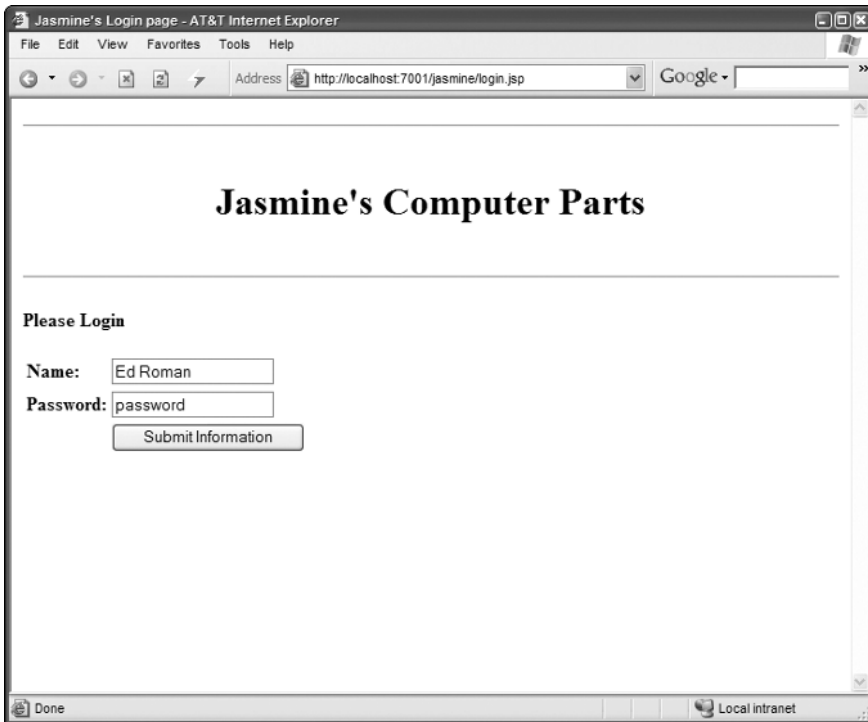 Jasmine's Login page - AT&T Internet Explorer
File Edit View Favorites Tools Help
Address http://localhost:7001/jasmine/login.jsp Google
Jasmine's Computer Parts
Please Login
Name: Ed Roman
Password: password
Submit Information
Done Local intranet